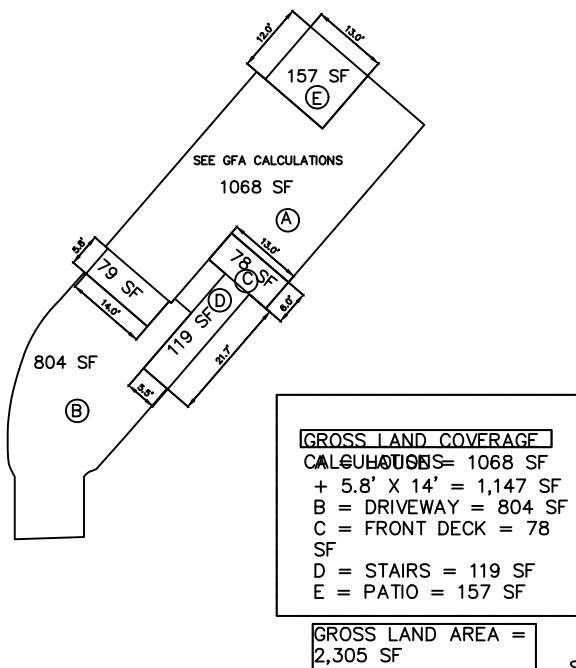 12.0'
13.0'
157 SF
E
SEE GFA CALCULATIONS
1068 SF
A
13.0'
5.8'
79 SF
78 SF
C
D
6.0'
14.0'
119 SF
21.7'
804 SF
5.5'
B
GROSS LAND COVERAGE
CALCULATIONS
A = HOUSE = 1068 SF
+ 5.8' X 14' = 1,147 SF
B = DRIVEWAY = 804 SF
C = FRONT DECK = 78
SF
D = STAIRS = 119 SF
E = PATIO = 157 SF
GROSS LAND AREA =
2,305 SF